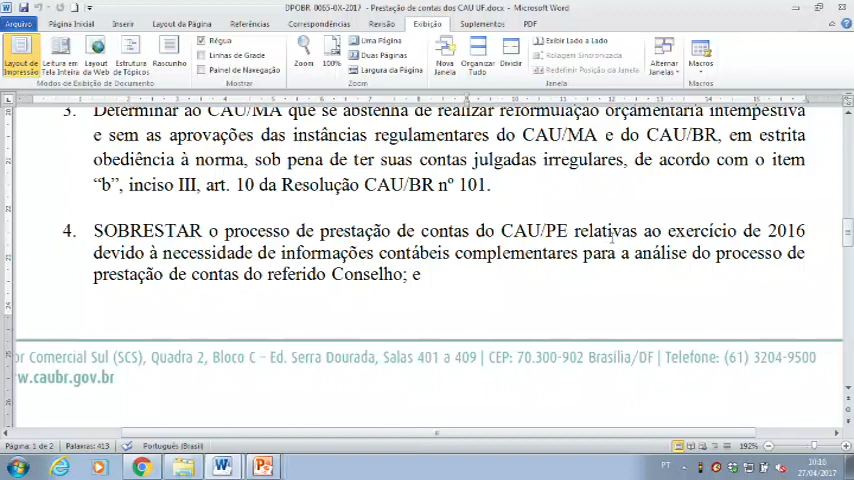 DPOBR_0065-0X-2017 - Prestação de contas dos CAU UF.docx - Microsoft Word
Arquivo Página Inicial Inserir Layout da Página Referências Correspondências Revisão Exibição Suplementos PDF
Layout de Impressão Leitura em Tela Inteira Layout da Web Estrutura de Tópicos Rascunho
Modos de Exibição de Documento
Régua
Linhas de Grade
Painel de Navegação
Mostrar
Zoom 100%
Uma Página
Duas Páginas
Largura da Página
Zoom
Nova Janela Organizar Tudo Dividir
Exibir Lado a Lado
Rolagem Sincronizada
Redefinir Posição da Janela
Alternar Janelas
Janela
Macros
Macros
3. Determinar ao CAU/MA que se abstenha de realizar reformulação orçamentária intempestiva
e sem as aprovações das instâncias regulamentares do CAU/MA e do CAU/BR, em estrita
obediência à norma, sob pena de ter suas contas julgadas irregulares, de acordo com o item
“b”, inciso III, art. 10 da Resolução CAU/BR nº 101.
4. SOBRESTAR o processo de prestação de contas do CAU/PE relativas ao exercício de 2016
devido à necessidade de informações contábeis complementares para a análise do processo de
prestação de contas do referido Conselho; e
or Comercial Sul (SCS), Quadra 2, Bloco C – Ed. Serra Dourada, Salas 401 a 409 | CEP: 70.300-902 Brasília/DF | Telefone: (61) 3204-9500
w.caubr.gov.br
Página: 1 de 2 Palavras: 413 Português (Brasil) 192%
PT 10:16
27/04/2017